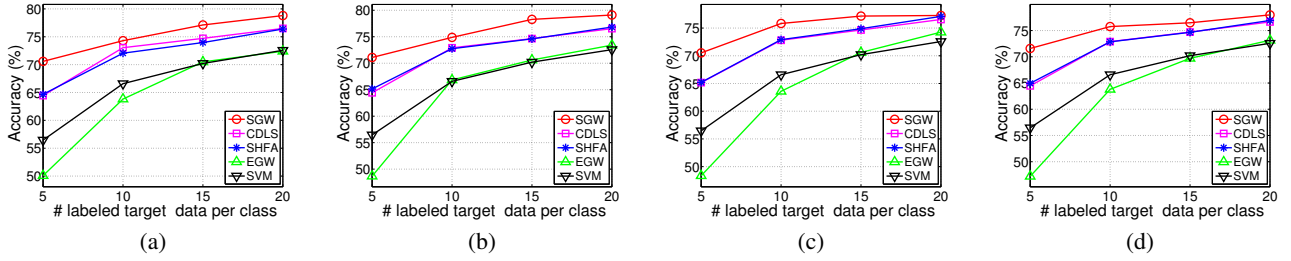 80
75
70
65
60
55
50
Accuracy (%)
SGW
CDLS
SHFA
EGW
SVM
5 10 15 20
# labeled target data per class
(a)
80
75
70
65
60
55
50
Accuracy (%)
SGW
CDLS
SHFA
EGW
SVM
5 10 15 20
# labeled target data per class
(b)
75
70
65
60
55
50
Accuracy (%)
SGW
CDLS
SHFA
EGW
SVM
5 10 15 20
# labeled target data per class
(c)
75
70
65
60
55
50
Accuracy (%)
SGW
CDLS
SHFA
EGW
SVM
5 10 15 20
# labeled target data per class
(d)